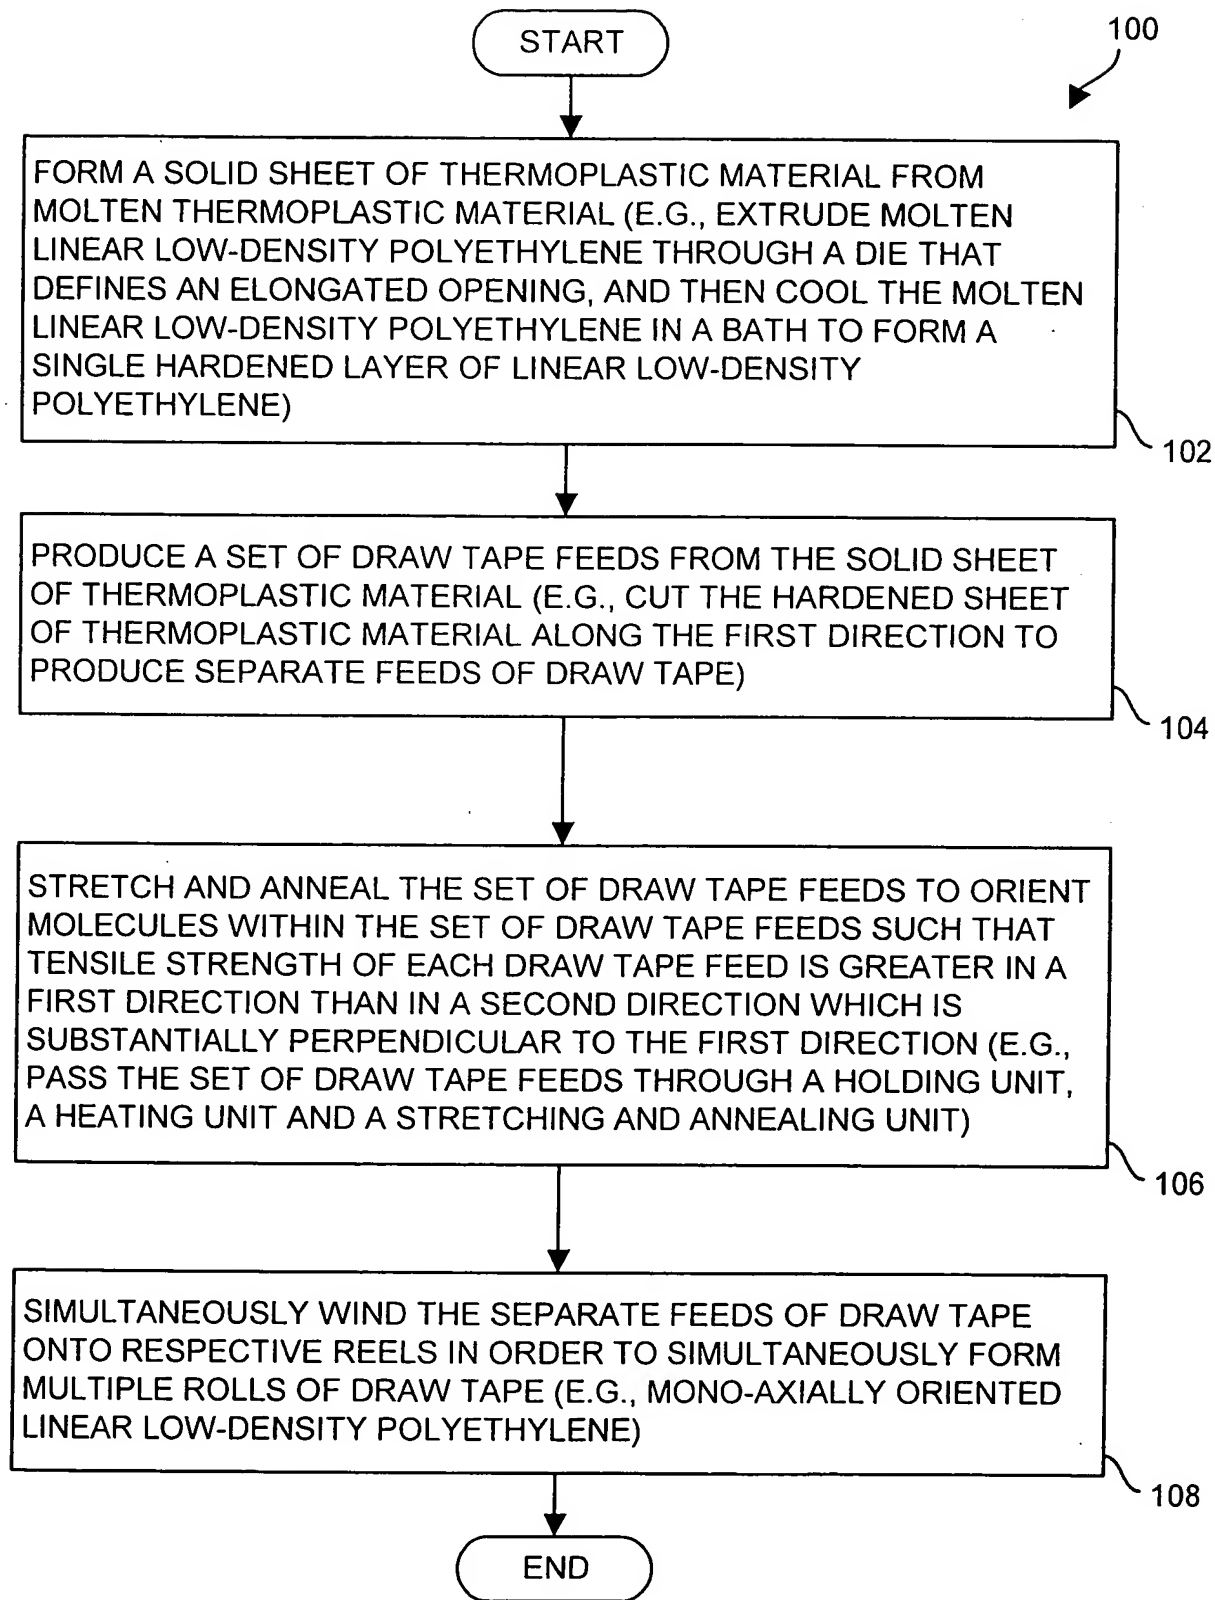 START
100
FORM A SOLID SHEET OF THERMOPLASTIC MATERIAL FROM
MOLTEN THERMOPLASTIC MATERIAL (E.G., EXTRUDE MOLTEN
LINEAR LOW-DENSITY POLYETHYLENE THROUGH A DIE THAT
DEFINES AN ELONGATED OPENING, AND THEN COOL THE MOLTEN
LINEAR LOW-DENSITY POLYETHYLENE IN A BATH TO FORM A
SINGLE HARDENED LAYER OF LINEAR LOW-DENSITY
POLYETHYLENE)
102
PRODUCE A SET OF DRAW TAPE FEEDS FROM THE SOLID SHEET
OF THERMOPLASTIC MATERIAL (E.G., CUT THE HARDENED SHEET
OF THERMOPLASTIC MATERIAL ALONG THE FIRST DIRECTION TO
PRODUCE SEPARATE FEEDS OF DRAW TAPE)
104
STRETCH AND ANNEAL THE SET OF DRAW TAPE FEEDS TO ORIENT
MOLECULES WITHIN THE SET OF DRAW TAPE FEEDS SUCH THAT
TENSILE STRENGTH OF EACH DRAW TAPE FEED IS GREATER IN A
FIRST DIRECTION THAN IN A SECOND DIRECTION WHICH IS
SUBSTANTIALLY PERPENDICULAR TO THE FIRST DIRECTION (E.G.,
PASS THE SET OF DRAW TAPE FEEDS THROUGH A HOLDING UNIT,
A HEATING UNIT AND A STRETCHING AND ANNEALING UNIT)
106
SIMULTANEOUSLY WIND THE SEPARATE FEEDS OF DRAW TAPE
ONTO RESPECTIVE REELS IN ORDER TO SIMULTANEOUSLY FORM
MULTIPLE ROLLS OF DRAW TAPE (E.G., MONO-AXIALLY ORIENTED
LINEAR LOW-DENSITY POLYETHYLENE)
108
END